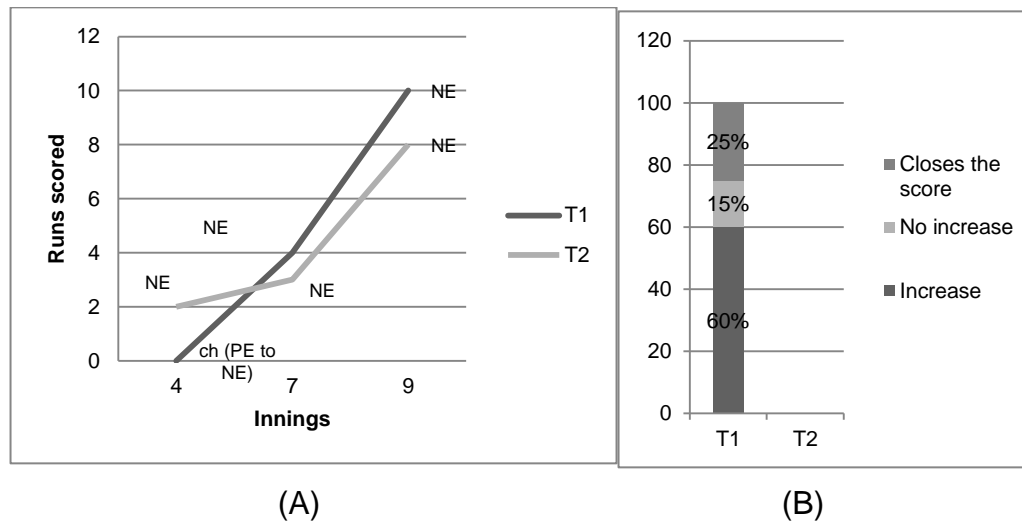 12
10
8
6
4
2
0
Runs scored
NE
NE
NE
NE
NE
ch (PE to
NE)
4
7
9
Innings
T1
T2
(A)
120
100
80
60
40
20
0
25%
15%
60%
T1
T2
Closes the
score
No increase
Increase
(B)